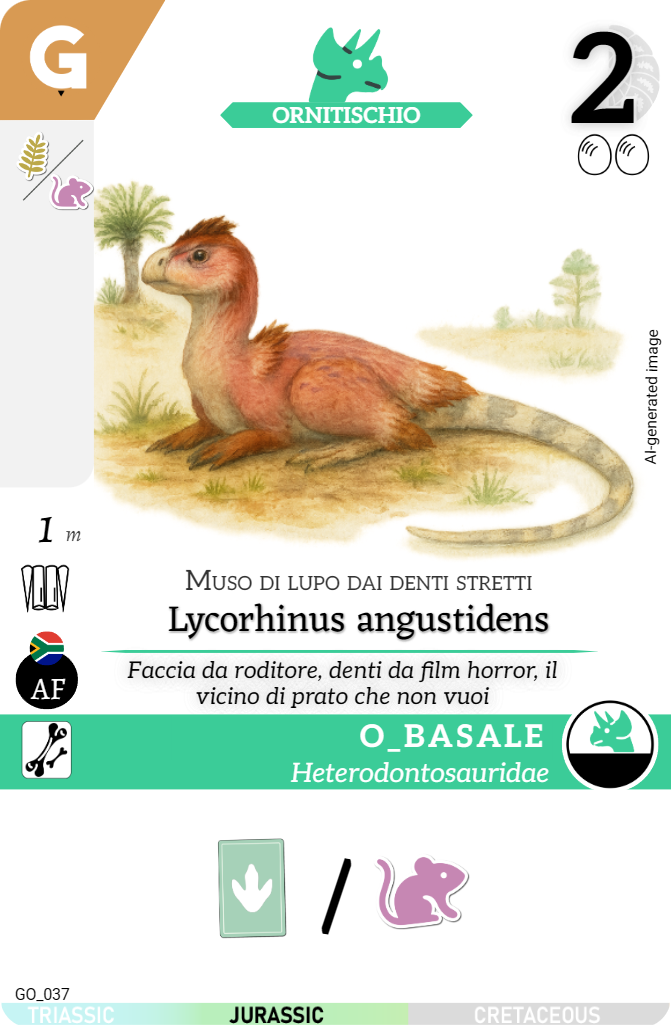 G
ORNITISCHIO
2
AI-generated image
1 m
AF
Muso di lupo dai denti stretti
Lycorhinus angustidens
Faccia da roditore, denti da film horror, il
vicino di prato che non vuoi
O_BASALE
Heterodontosauridae
/
GO_037
TRIASSIC JURASSIC CRETACEOUS